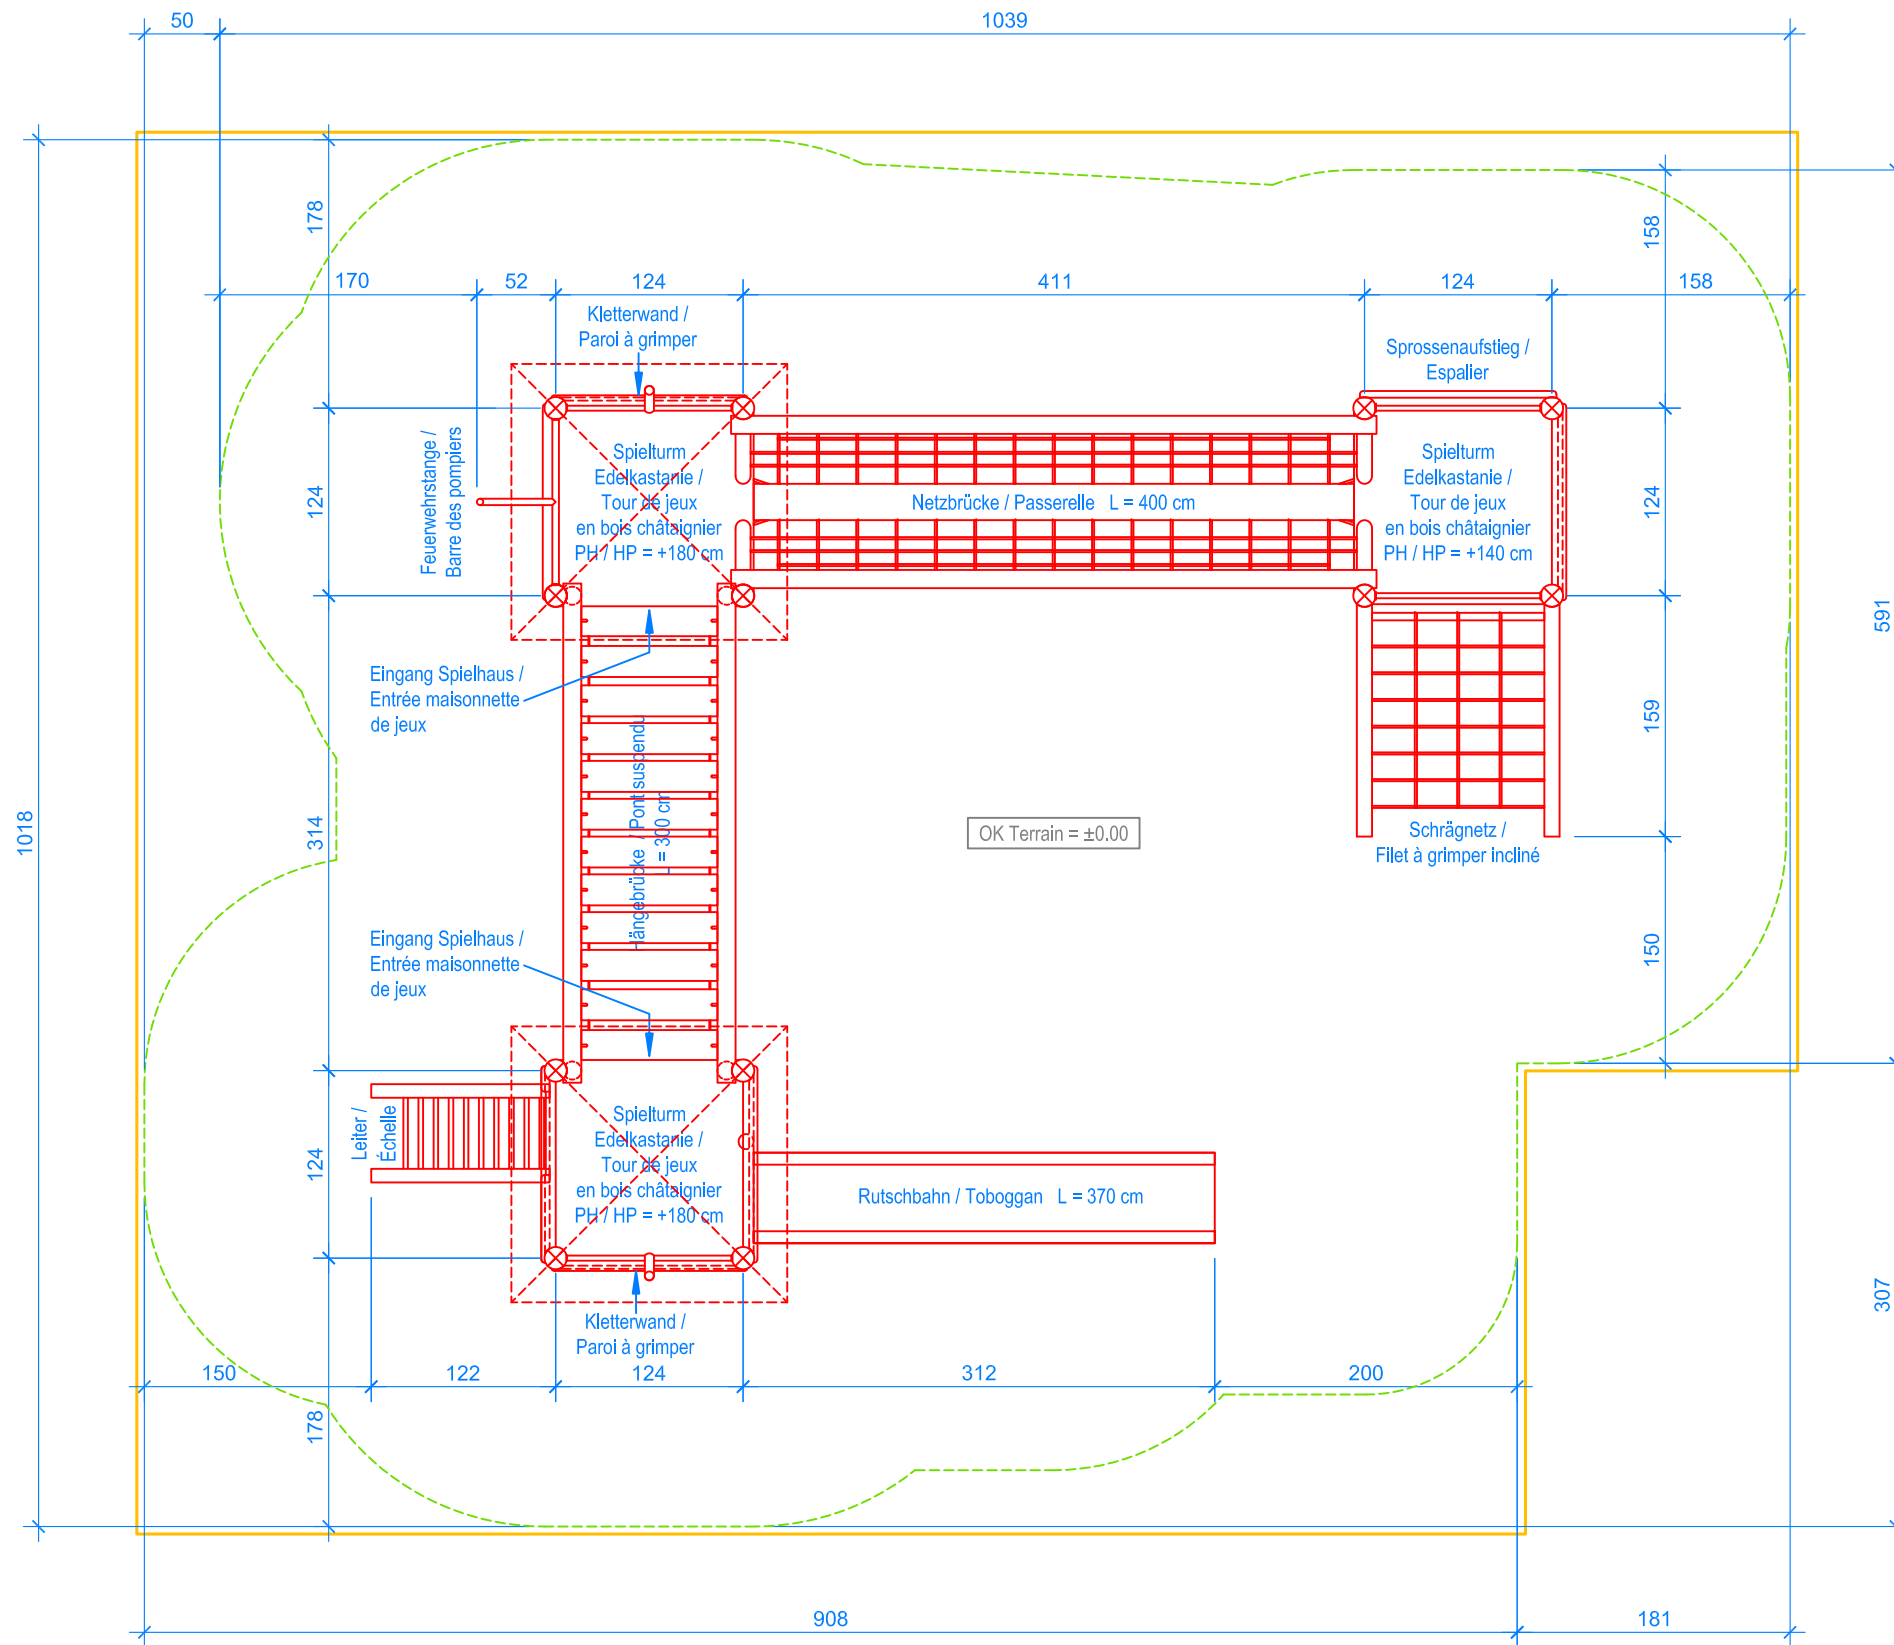 50
1039
178
158
170
52
124
411
124
158
Kletterwand /
Paroi à grimper
Sprossenaufstieg /
Espalier
Feuerwehrstange /
Barre des pompiers
124
Spielturm
Edelkastanie /
Tour de jeux
en bois châtaignier
PH / HP = +180 cm
Netzbrücke / Passerelle L = 400 cm
Spielturm
Edelkastanie /
Tour de jeux
en bois châtaignier
PH / HP = +140 cm
124
591
Eingang Spielhaus /
Entrée maisonnette
de jeux
159
1018
314
Hängebrücke / Pont suspendu
L = 300 cm
OK Terrain = ±0.00
Schrägnetz /
Filet à grimper incliné
Eingang Spielhaus /
Entrée maisonnette
de jeux
150
Leiter /
Échelle
124
Spielturm
Edelkastanie /
Tour de jeux
en bois châtaignier
PH / HP = +180 cm
Rutschbahn / Toboggan L = 370 cm
307
Kletterwand /
Paroi à grimper
150
122
124
312
200
178
908
181